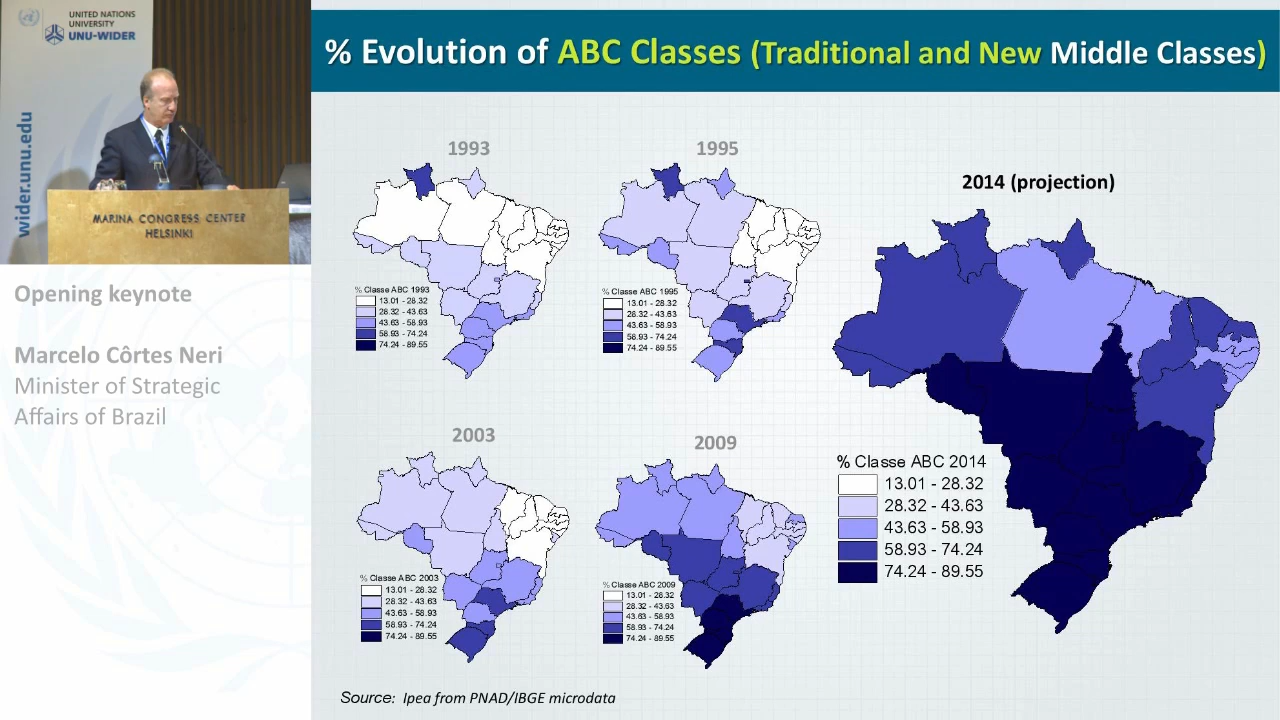 UNITED NATIONS
UNIVERSITY
UNU-WIDER
wider.unu.edu
MARINA CONGRESS CENTER
HELSINKI
Opening keynote
Marcelo Côrtes Neri
Minister of Strategic
Affairs of Brazil
% Evolution of ABC Classes (Traditional and New Middle Classes)
1993
% Classe ABC 1993
13.01 - 28.32
28.32 - 43.63
43.63 - 58.93
58.93 - 74.24
74.24 - 89.55
1995
% Classe ABC 1995
13.01 - 28.32
28.32 - 43.63
43.63 - 58.93
58.93 - 74.24
74.24 - 89.55
2014 (projection)
% Classe ABC 2014
13.01 - 28.32
28.32 - 43.63
43.63 - 58.93
58.93 - 74.24
74.24 - 89.55
2003
% Classe ABC 2003
13.01 - 28.32
28.32 - 43.63
43.63 - 58.93
58.93 - 74.24
74.24 - 89.55
2009
% Classe ABC 2009
13.01 - 28.32
28.32 - 43.63
43.63 - 58.93
58.93 - 74.24
74.24 - 89.55
Source: Ipea from PNAD/IBGE microdata